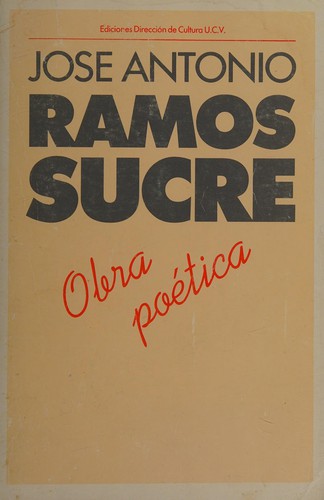 Ediciones Dirección de Cultura U.C.V.
JOSE ANTONIO
RAMOS
SUCRE
Obra
poética